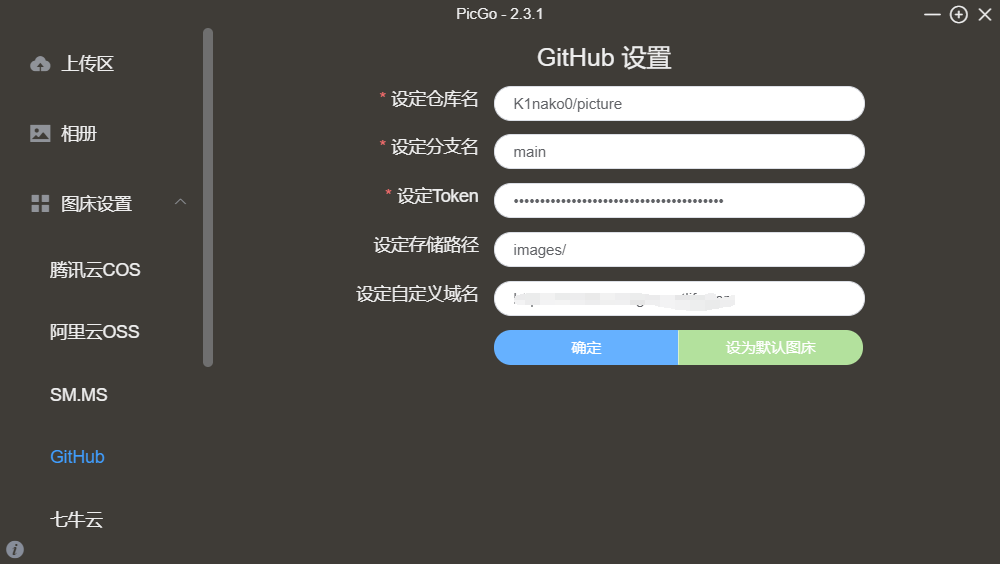 PicGo - 2.3.1
上传区
相册
图床设置
腾讯云COS
阿里云OSS
SM.MS
GitHub
七牛云
GitHub 设置
* 设定仓库名 K1nako0/picture
* 设定分支名 main
* 设定Token ••••••••••••••••••••••••••••••••••••••••
设定存储路径 images/
设定自定义域名
确定 设为默认图床